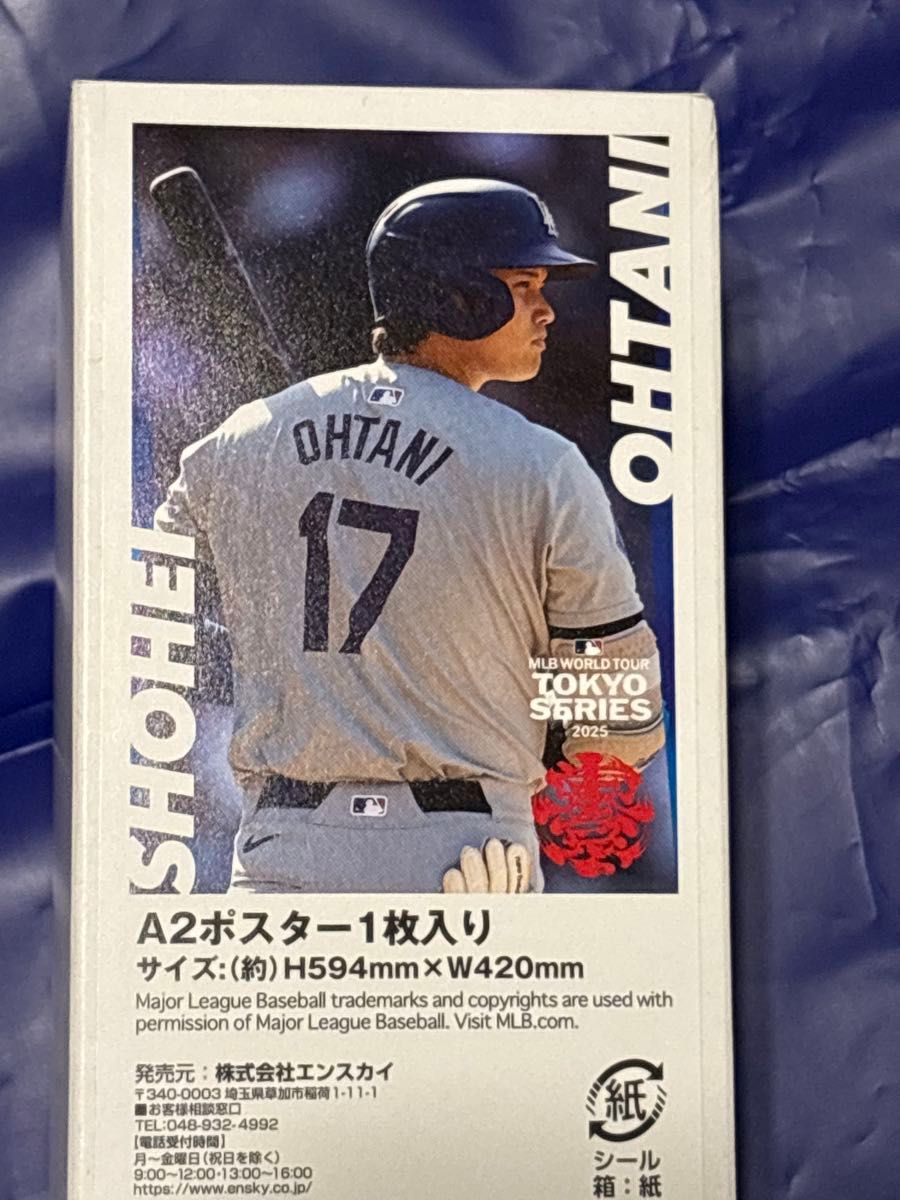 SHOHEI
OHTANI
OHTANI
17
MLB WORLD TOUR
TOKYO
SERIES
2025
A2ポスター1枚入り
サイズ:(約)H594mm×W420mm
Major League Baseball trademarks and copyrights are used with
permission of Major League Baseball. Visit MLB.com.
発売元:株式会社エンスカイ
〒340-0003 埼玉県草加市稲荷1-11-1
■お客様相談窓口
TEL:048-932-4992
【電話受付時間】
月~金曜日(祝日を除く)
9:00~12:00・13:00~16:00
https://www.ensky.co.jp/
紙
シール
箱:紙